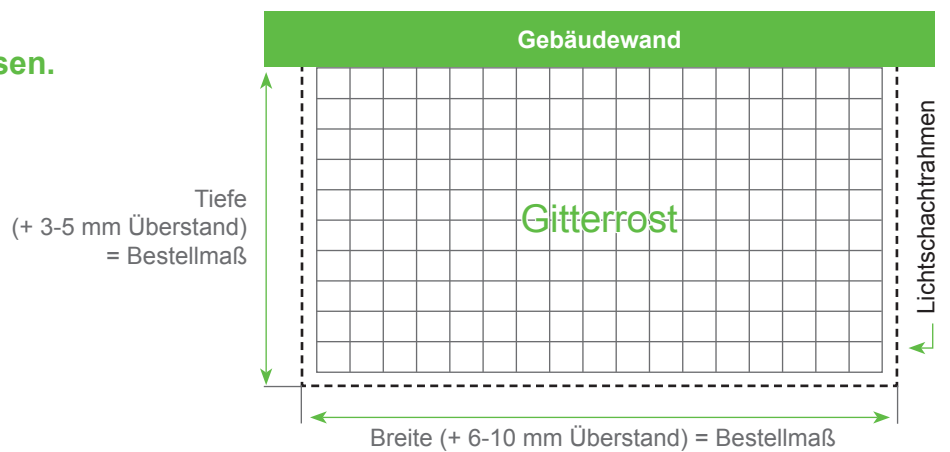 sen.
Gebäudewand
Tiefe
(+ 3-5 mm Überstand)
= Bestellmaß
Gitterrost
Lichtschachtrahmen
Breite (+ 6-10 mm Überstand) = Bestellmaß